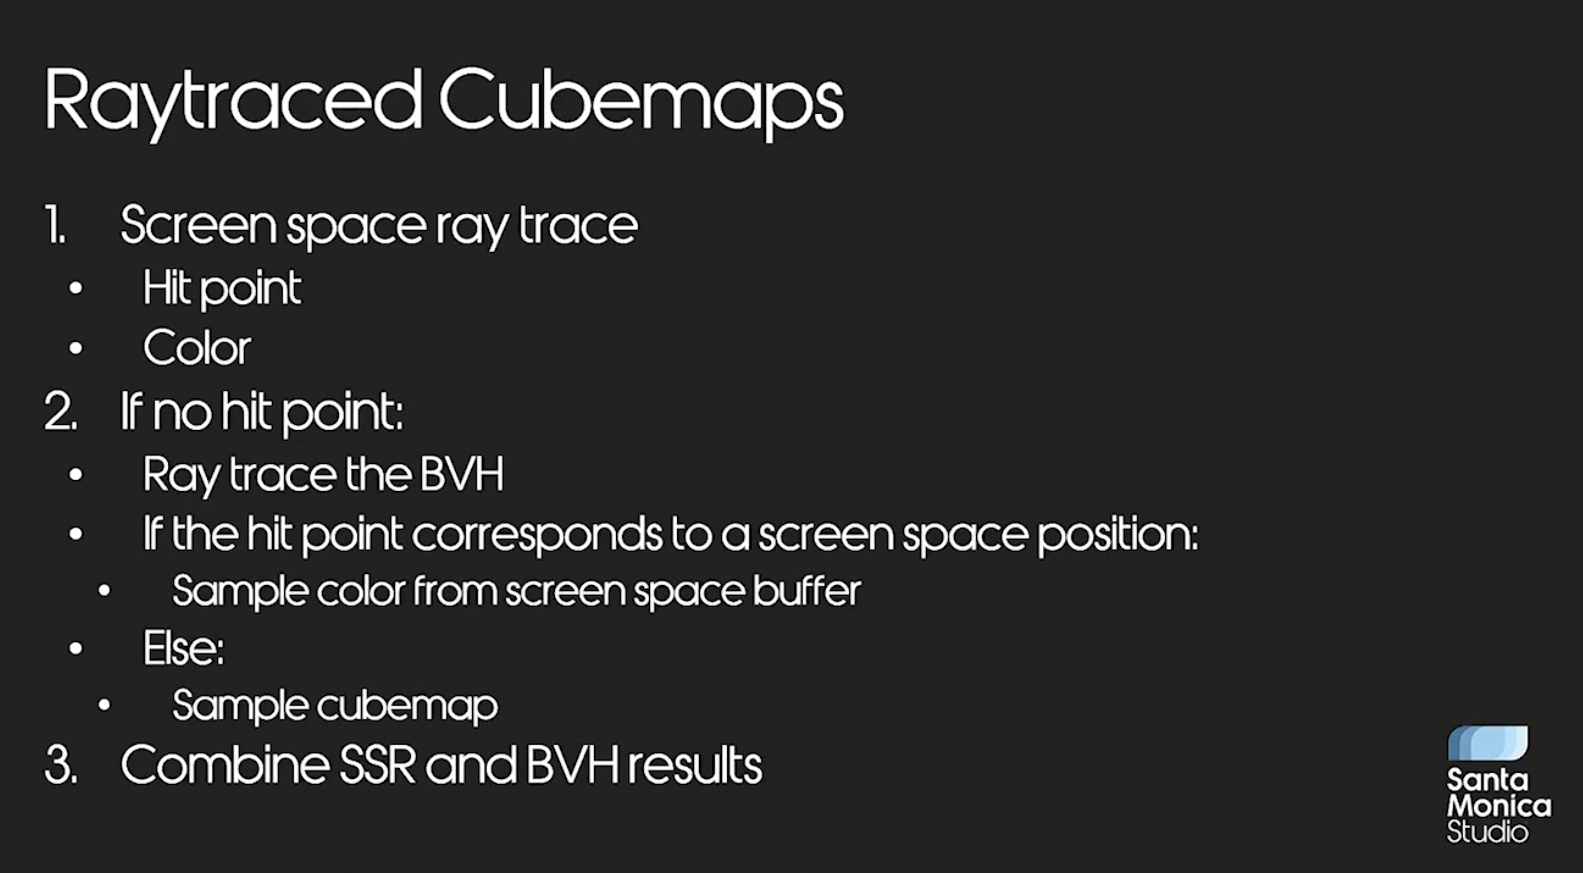 Raytraced Cubemaps
1. Screen space ray trace
• Hit point
• Color
2. If no hit point:
• Ray trace the BVH
• If the hit point corresponds to a screen space position:
• Sample color from screen space buffer
• Else:
• Sample cubemap
3. Combine SSR and BVH results
Santa
Monica
Studio